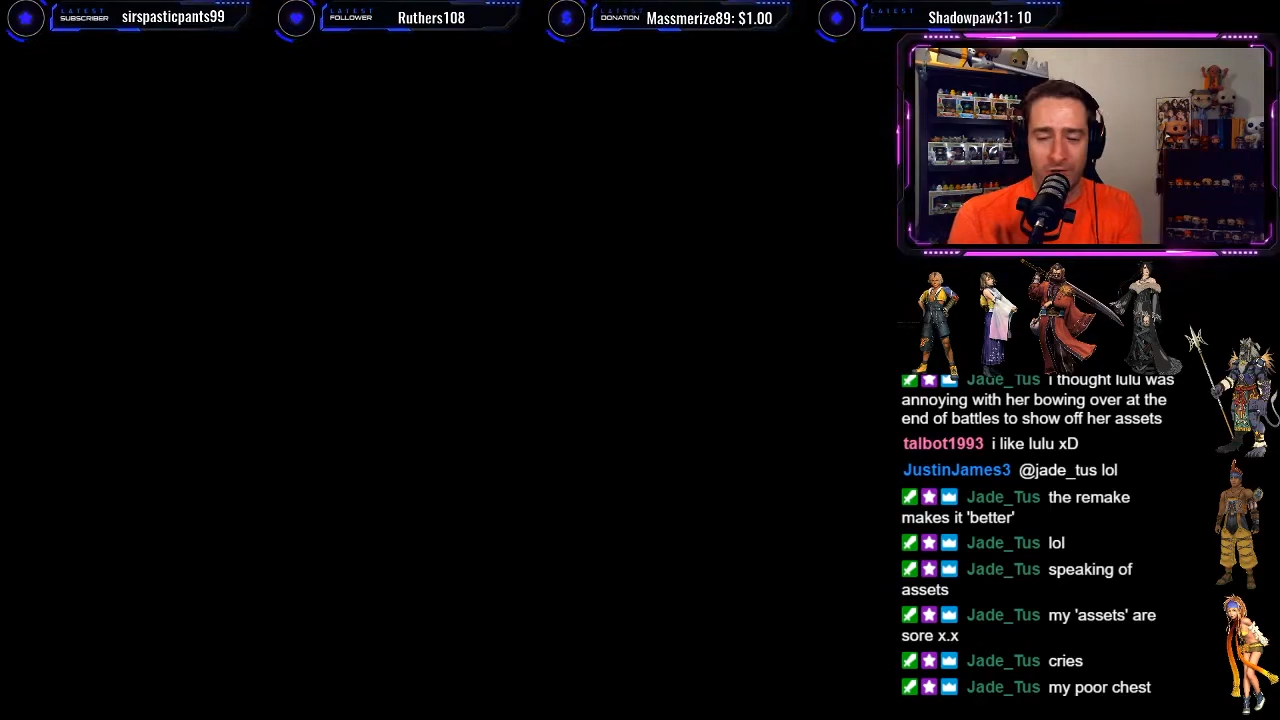 LATEST
SUBSCRIBER
sirspasticpants99
LATEST
FOLLOWER
Ruthers108
LATEST
DONATION
Massmerize89: $1.00
LATEST
Shadowpaw31: 10
Jade_Tus i thought lulu was
annoying with her bowing over at the
end of battles to show off her assets
talbot1993 i like lulu xD
JustinJames3 @jade_tus lol
Jade_Tus the remake
makes it 'better'
Jade_Tus lol
Jade_Tus speaking of
assets
Jade_Tus my 'assets' are
sore x.x
Jade_Tus cries
Jade_Tus my poor chest